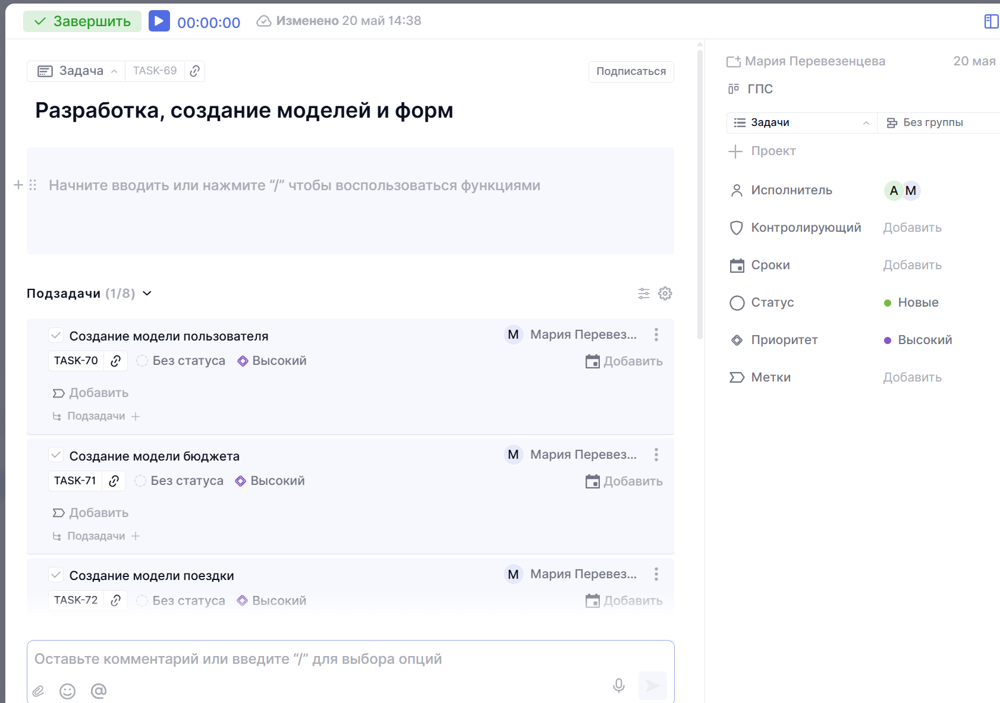 Завершить
00:00:00
Изменено 20 май 14:38
Задача
TASK-69
Подписаться
Разработка, создание моделей и форм
Начните вводить или нажмите “/” чтобы воспользоваться функциями
Подзадачи (1/8)
Создание модели пользователя
М Мария Перевез...
TASK-70
Без статуса
Высокий
Добавить
Добавить
Подзадачи
Создание модели бюджета
М Мария Перевез...
TASK-71
Без статуса
Высокий
Добавить
Добавить
Подзадачи
Создание модели поездки
М Мария Перевез...
TASK-72
Без статуса
Высокий
Добавить
Оставьте комментарий или введите “/” для выбора опций
Мария Перевезенцева
20 мая
ГПС
Задачи
Без группы
Проект
Исполнитель
А М
Контролирующий
Добавить
Сроки
Добавить
Статус
Новые
Приоритет
Высокий
Метки
Добавить